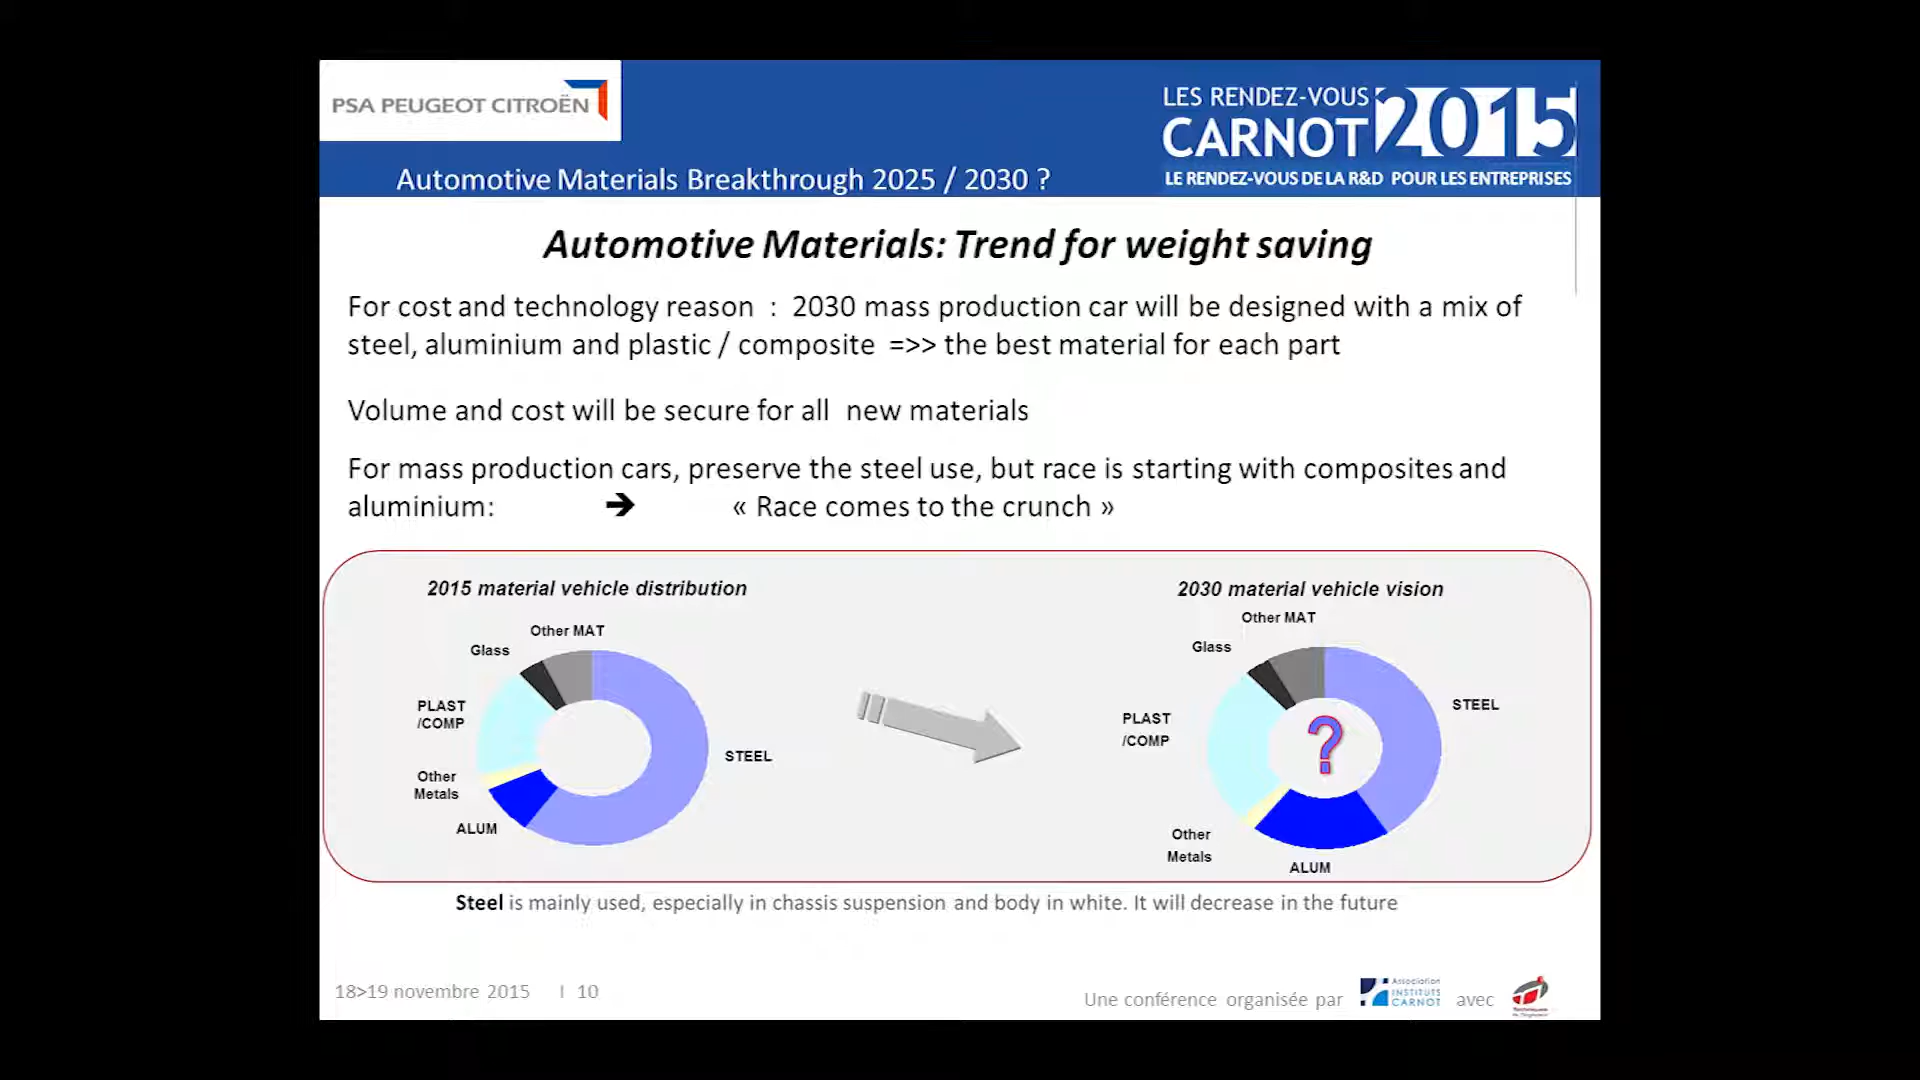 PSA PEUGEOT CITROËN
LES RENDEZ-VOUS
CARNOT 2015
LE RENDEZ-VOUS DE LA R&D POUR LES ENTREPRISES
Automotive Materials Breakthrough 2025 / 2030 ?
Automotive Materials: Trend for weight saving
For cost and technology reason : 2030 mass production car will be designed with a mix of
steel, aluminium and plastic / composite =>> the best material for each part
Volume and cost will be secure for all new materials
For mass production cars, preserve the steel use, but race is starting with composites and
aluminium: ➔ « Race comes to the crunch »
2015 material vehicle distribution
Other MAT
Glass
PLAST
/COMP
STEEL
Other
Metals
ALUM
2030 material vehicle vision
Other MAT
Glass
STEEL
PLAST
/COMP
?
Other
Metals
ALUM
Steel is mainly used, especially in chassis suspension and body in white. It will decrease in the future
18>19 novembre 2015 I 10
Une conférence organisée par
Association
INSTITUTS
CARNOT
avec